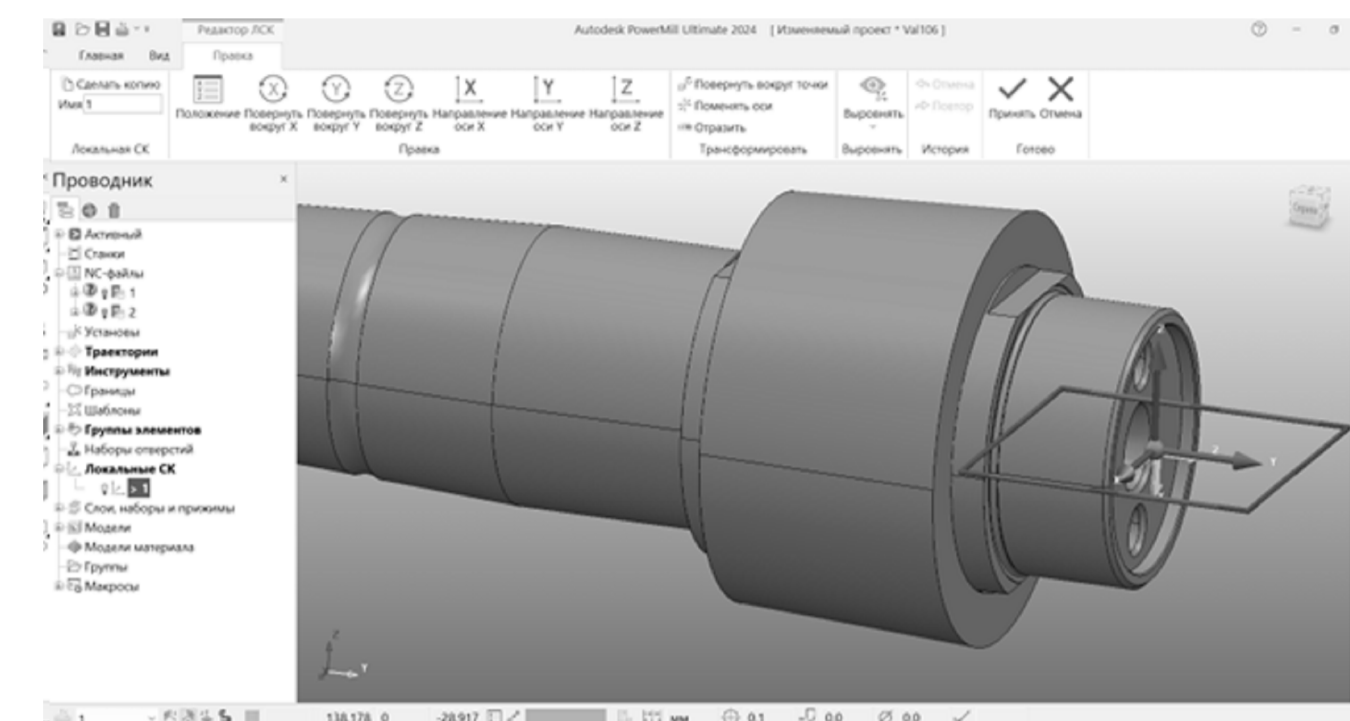 Редактор ЛСК
Autodesk PowerMill Ultimate 2024 [ Изменяемый проект * Val106 ]
Главная Вид Правка
Сделать копию
Имя 1
Локальная СК
Положение
Повернуть вокруг X
Повернуть вокруг Y
Повернуть вокруг Z
Направление оси X
Направление оси Y
Направление оси Z
Правка
Повернуть вокруг точки
Поменять оси
Отразить
Трансформировать
Выровнять
Выровнять
Отмена
Повтор
История
Принять Отмена
Готово
Проводник
Активный
Станки
NC-файлы
1
2
Установы
Траектории
Инструменты
Границы
Шаблоны
Группы элементов
Наборы отверстий
Локальные СК
> 1
Слои, наборы и прижимы
Модели
Модели материала
Группы
Макросы
Z
Y
Z
Y
1 138.178 0 -28.917 мм 0.1 0.0 0.0